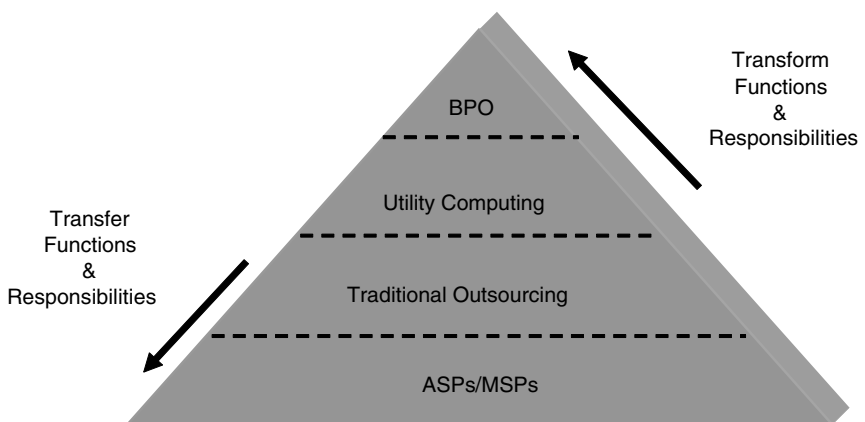 BPO
Transform
Functions
&
Responsibilities
Utility Computing
Transfer
Functions
&
Responsibilities
Traditional Outsourcing
ASPs/MSPs